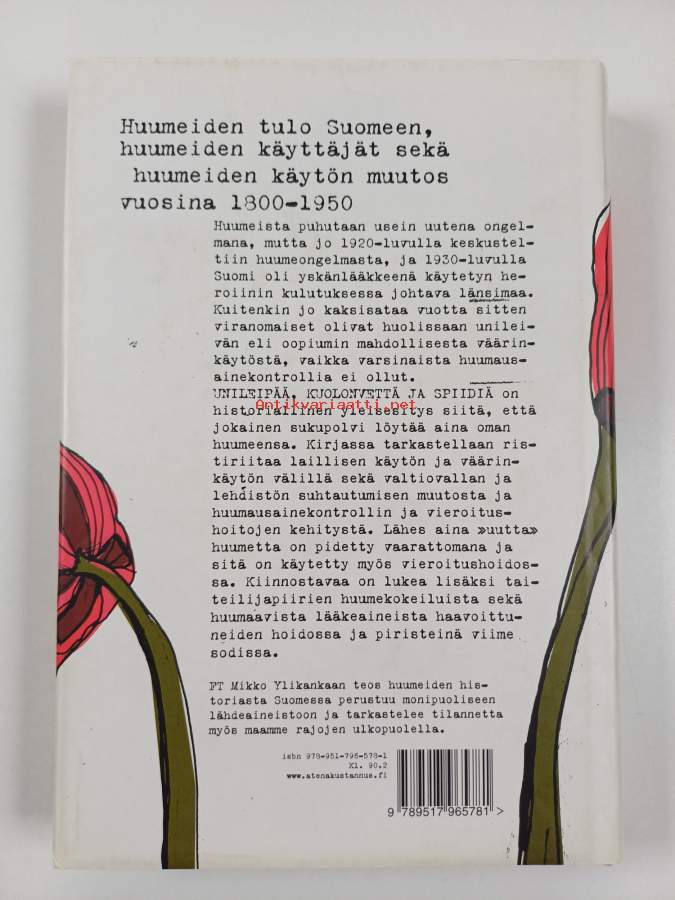 Huumeiden tulo Suomeen,
huumeiden käyttäjät sekä
huumeiden käytön muutos
vuosina 1800-1950
Huumeista puhutaan usein uutena ongel-
mana, mutta jo 1920-luvulla keskustel-
tiin huumeongelmasta, ja 1930-luvulla
Suomi oli yskänlääkkeenä käytetyn he-
roiinin kulutuksessa johtava länsimaa.
Kuitenkin jo kaksisataa vuotta sitten
viranomaiset olivat huolissaan unilei-
vän eli oopiumin mahdollisesta väärin-
käytöstä, vaikka varsinaista huumaus-
ainekontrollia ei ollut.
UNILEIPÄÄ, KUOLONVETTÄ JA SPIIDIÄ on
Antikvariaatti.net
historiallinen yleisesitys siitä, että
jokainen sukupolvi löytää aina oman
huumeensa. Kirjassa tarkastellaan ris-
tiriitaa laillisen käytön ja väärin-
käytön välillä sekä valtiovallan ja
lehdistön suhtautumisen muutosta ja
huumausainekontrollin ja vieroitus-
hoitojen kehitystä. Lähes aina »uutta»
huumetta on pidetty vaarattomana ja
sitä on käytetty myös vieroitushoidos-
sa. Kiinnostavaa on lukea lisäksi tai-
teilijapiirien huumekokeiluista sekä
huumaavista lääkeaineista haavoittu-
neiden hoidossa ja piristeinä viime
sodissa.
FT Mikko Ylikankaan teos huumeiden his-
toriasta Suomessa perustuu monipuoliseen
lähdeaineistoon ja tarkastelee tilannetta
myös maamme rajojen ulkopuolella.
isbn 978-951-796-578-1
Kl. 90.2
www.atenakustannus.fi
9 789517 965781 >